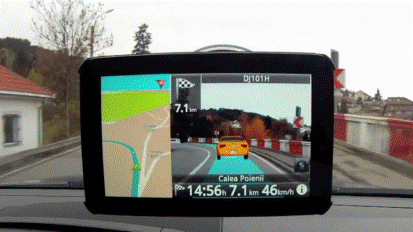 DJ101H
7.1 km
Calea Poienii
14:56h 7.1 km 46 km/h i